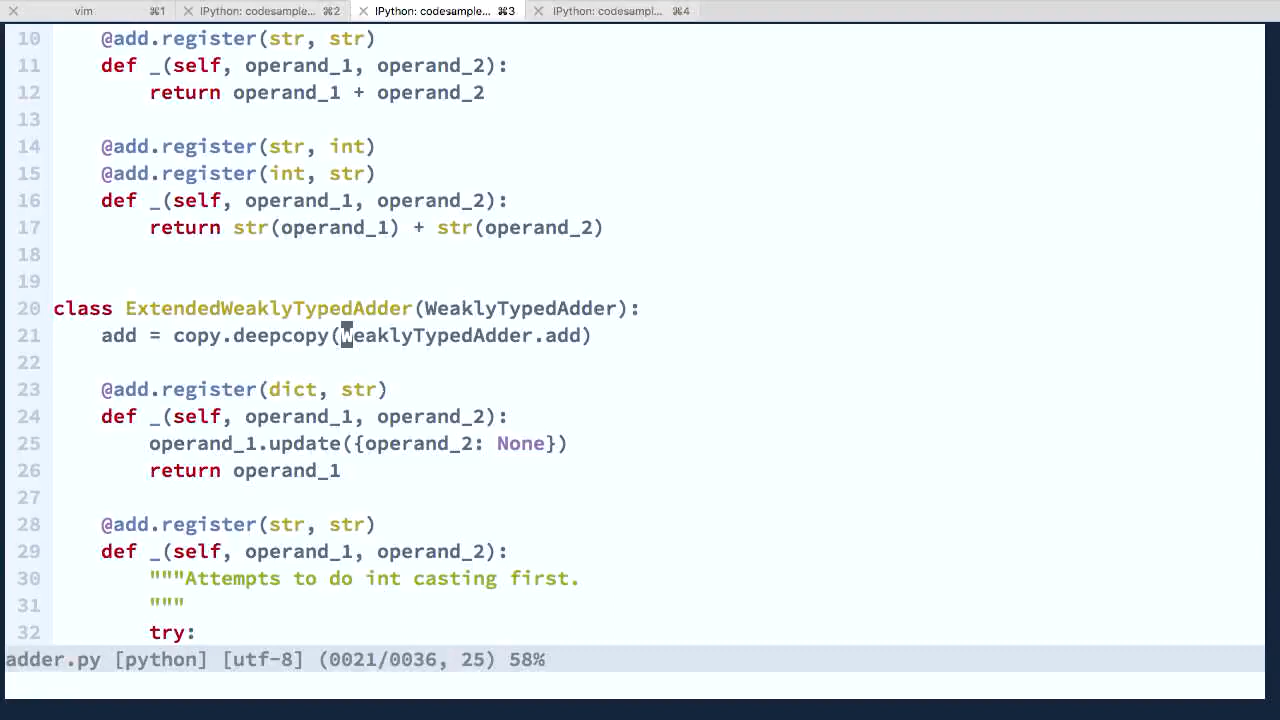 vim ⌘1 IPython: codesample... ⌘2 IPython: codesample... ⌘3 IPython: codesampl... ⌘4
10 @add.register(str, str)
11 def _(self, operand_1, operand_2):
12 return operand_1 + operand_2
13
14 @add.register(str, int)
15 @add.register(int, str)
16 def _(self, operand_1, operand_2):
17 return str(operand_1) + str(operand_2)
18
19
20 class ExtendedWeaklyTypedAdder(WeaklyTypedAdder):
21 add = copy.deepcopy(WeaklyTypedAdder.add)
22
23 @add.register(dict, str)
24 def _(self, operand_1, operand_2):
25 operand_1.update({operand_2: None})
26 return operand_1
27
28 @add.register(str, str)
29 def _(self, operand_1, operand_2):
30 """Attempts to do int casting first.
31 """
32 try:
adder.py [python] [utf-8] (0021/0036, 25) 58%